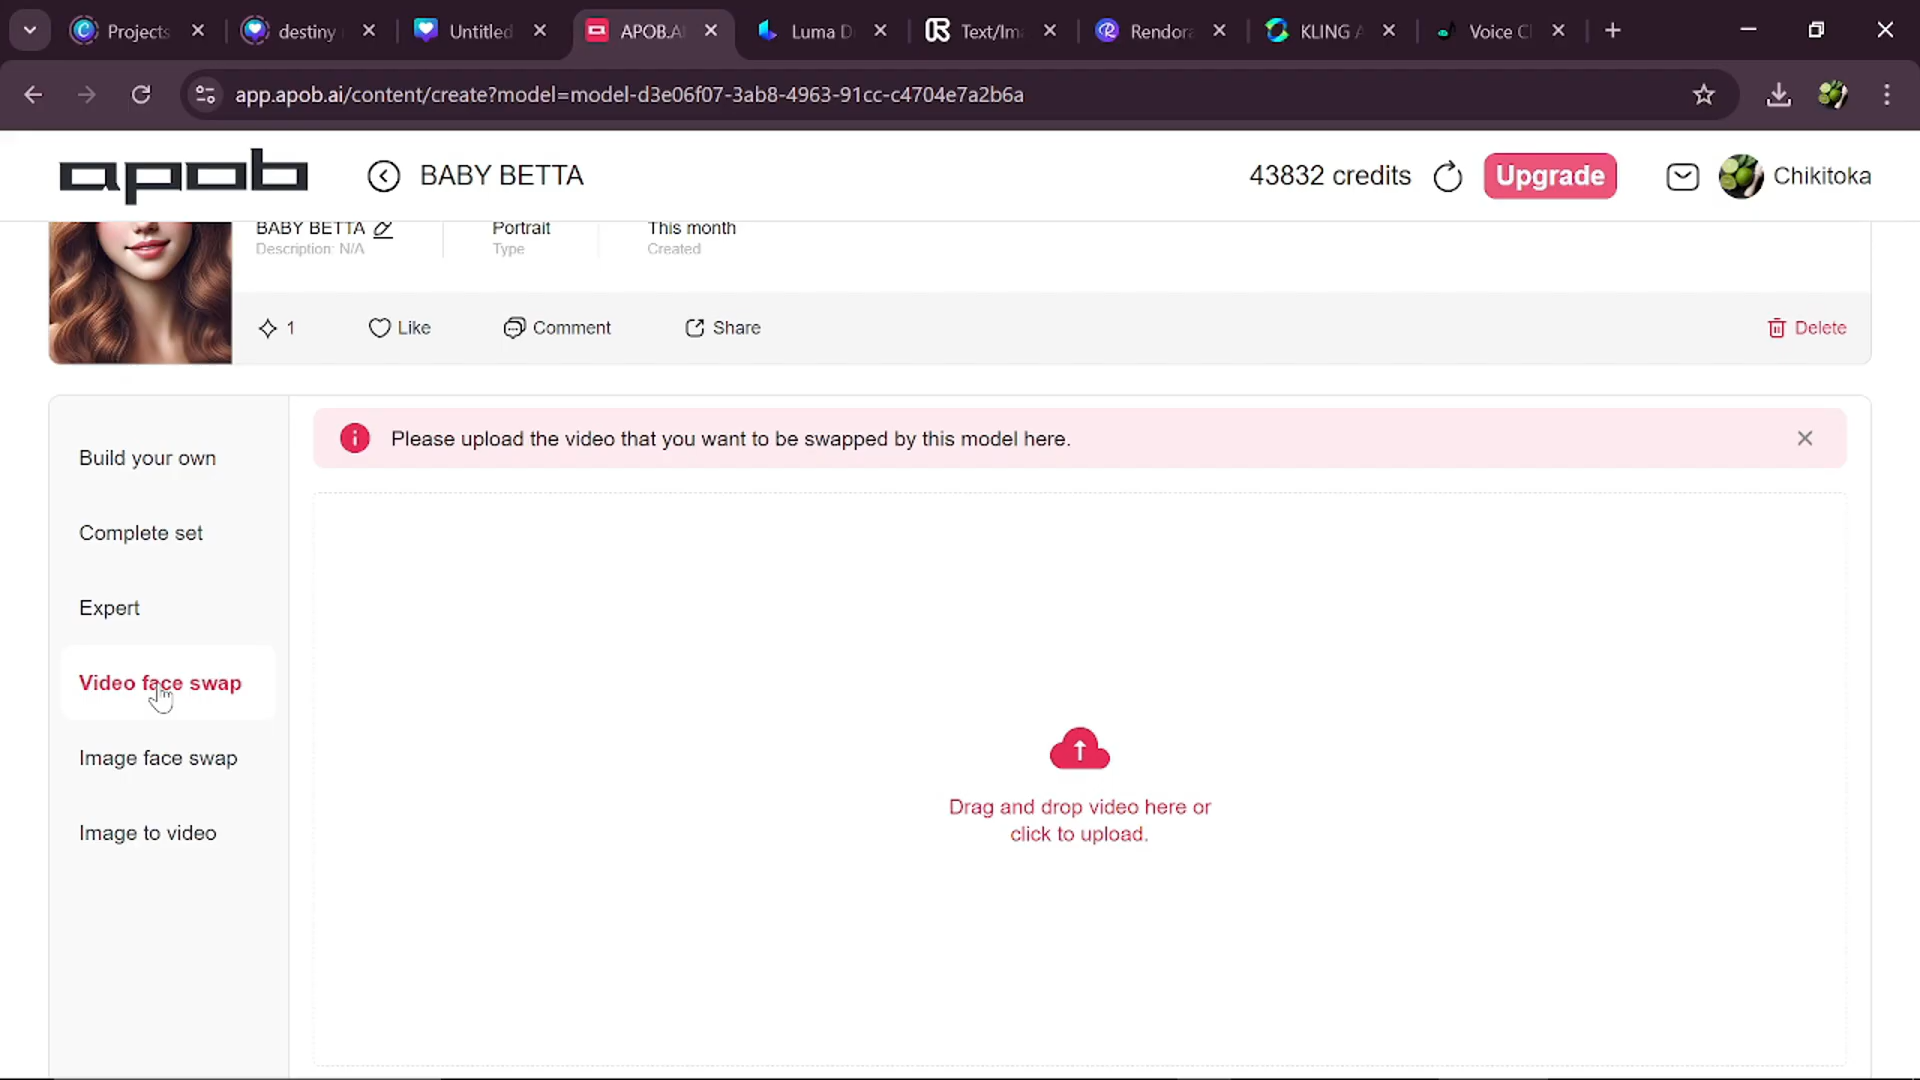 Projects
destiny
Untitled
APOB.A
Luma D
Text/Im
Rendora
KLING A
Voice Cl
app.apob.ai/content/create?model=model-d3e06f07-3ab8-4963-91cc-c4704e7a2b6a
apob
BABY BETTA
43832 credits
Upgrade
Chikitoka
BABY BETTA
Description: N/A
Portrait
Type
This month
Created
1
Like
Comment
Share
Delete
Build your own
Complete set
Expert
Video face swap
Image face swap
Image to video
Please upload the video that you want to be swapped by this model here.
Drag and drop video here or
click to upload.